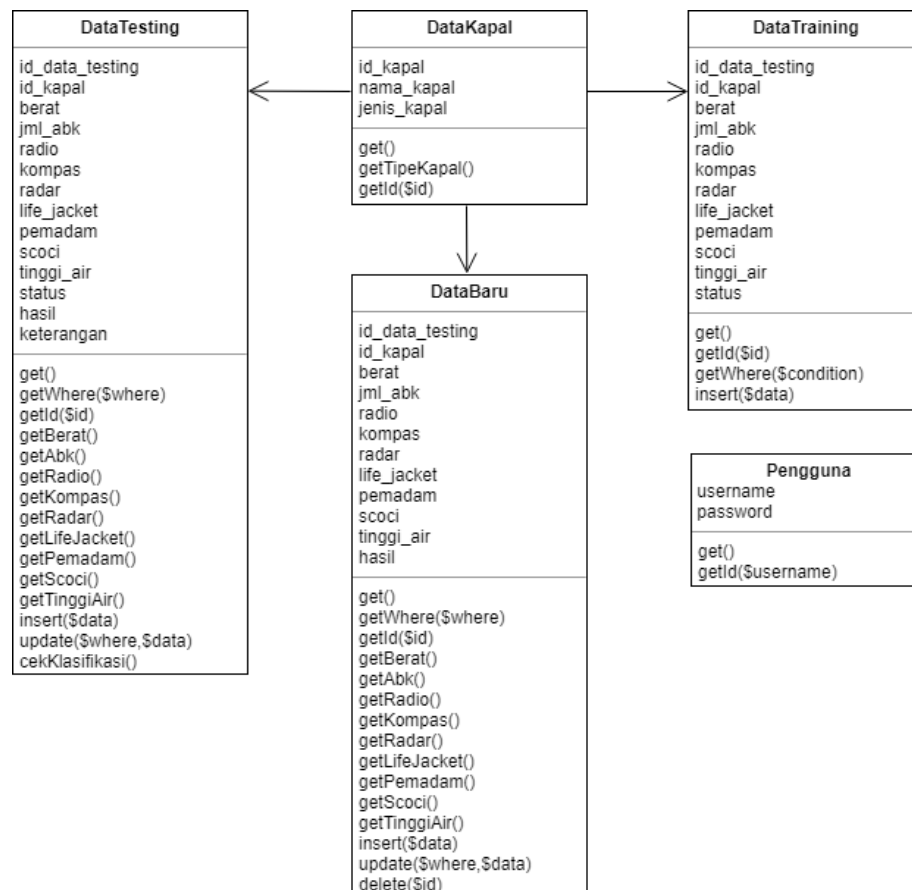 DataTesting
id_data_testing
id_kapal
berat
jml_abk
radio
kompas
radar
life_jacket
pemadam
scoci
tinggi_air
status
hasil
keterangan
get()
getWhere($where)
getId($id)
getBerat()
getAbk()
getRadio()
getKompas()
getRadar()
getLifeJacket()
getPemadam()
getScoci()
getTinggiAir()
insert($data)
update($where,$data)
cekKlasifikasi()
DataKapal
id_kapal
nama_kapal
jenis_kapal
get()
getTipeKapal()
getId($id)
DataBaru
id_data_testing
id_kapal
berat
jml_abk
radio
kompas
radar
life_jacket
pemadam
scoci
tinggi_air
hasil
get()
getWhere($where)
getId($id)
getBerat()
getAbk()
getRadio()
getKompas()
getRadar()
getLifeJacket()
getPemadam()
getScoci()
getTinggiAir()
insert($data)
update($where,$data)
delete($id)
DataTraining
id_data_testing
id_kapal
berat
jml_abk
radio
kompas
radar
life_jacket
pemadam
scoci
tinggi_air
status
get()
getId($id)
getWhere($condition)
insert($data)
Pengguna
username
password
get()
getId($username)